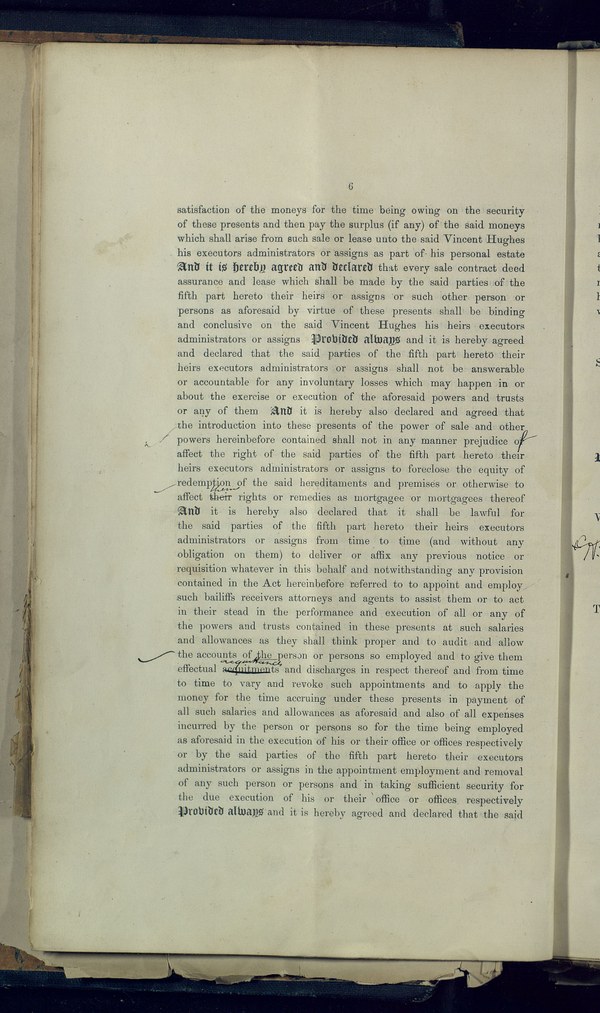 6
satisfaction of the moneys for the time being owing on the security
of these presents and then pay the surplus (if any) of the said moneys
which shall arise from such sale or lease unto the said Vincent Hughes
his executors administrators or assigns as part of his personal estate
And it is hereby agreed and declared that every sale contract deed
assurance and lease which shall be made by the said parties of the
fifth part hereto their heirs or assigns or such other person or
persons as aforesaid by virtue of these presents shall be binding
and conclusive on the said Vincent Hughes his heirs executors
administrators or assigns Provided always and it is hereby agreed
and declared that the said parties of the fifth part hereto their
heirs executors administrators or assigns shall not be answerable
or accountable for any involuntary losses which may happen in or
about the exercise or execution of the aforesaid powers and trusts
or any of them And it is hereby also declared and agreed that
the introduction into these presents of the power of sale and other
powers hereinbefore contained shall not in any manner prejudice of
affect the right of the said parties of the fifth part hereto their
heirs executors administrators or assigns to foreclose the equity of
redemption of the said hereditaments and premises or otherwise to
affect their rights or remedies as mortgagee or mortgagees thereof
And it is hereby also declared that it shall be lawful for
the said parties of the fifth part hereto their heirs executors
administrators or assigns from time to time (and without any
obligation on them) to deliver or affix any previous notice or
requisition whatever in this behalf and notwithstanding any provision
contained in the Act hereinbefore referred to to appoint and employ
such bailiffs receivers attorneys and agents to assist them or to act
in their stead in the performance and execution of all or any of
the powers and trusts contained in these presents at such salaries
and allowances as they shall think proper and to audit and allow
the accounts of the person or persons so employed and to give them
acquittances
effectual acquitments and discharges in respect thereof and from time
to time to vary and revoke such appointments and to apply the
money for the time accruing under these presents in payment of
all such salaries and allowances as aforesaid and also of all expenses
incurred by the person or persons so for the time being employed
as aforesaid in the execution of his or their office or offices respectively
or by the said parties of the fifth part hereto their executors
administrators or assigns in the appointment employment and removal
of any such person or persons and in taking sufficient security for
the due execution of his or their office or offices respectively
Provided always and it is hereby agreed and declared that the said